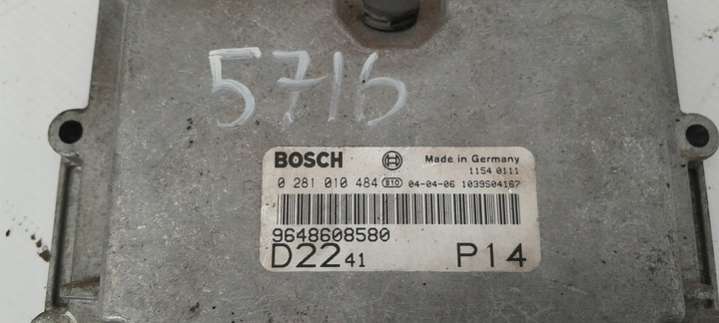 5716
BOSCH Made in Germany
1154 0111
0 281 010 484 B10 04-04-06 1039S04167
9648608580
D22 41 P14